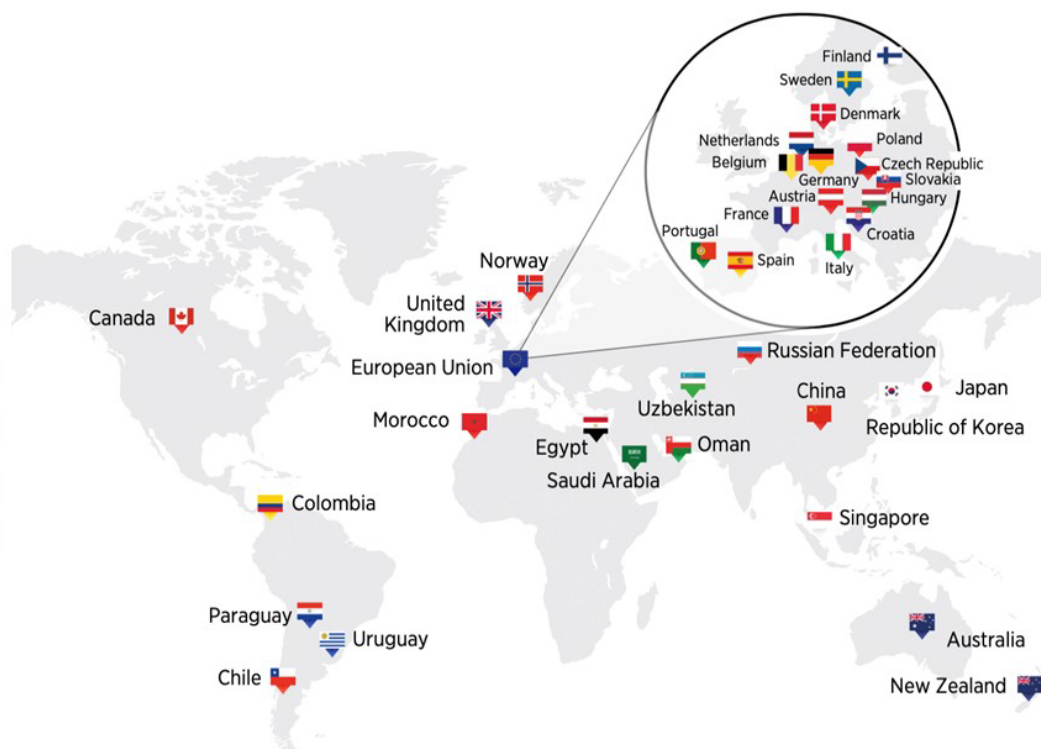 Finland
Sweden
Denmark
Netherlands
Poland
Belgium
Czech Republic
Germany
Slovakia
Austria
Hungary
France
Croatia
Portugal
Spain
Italy
Norway
United
Kingdom
Canada
European Union
Russian Federation
China
Japan
Uzbekistan
Morocco
Republic of Korea
Egypt
Oman
Saudi Arabia
Colombia
Singapore
Paraguay
Uruguay
Australia
Chile
New Zealand